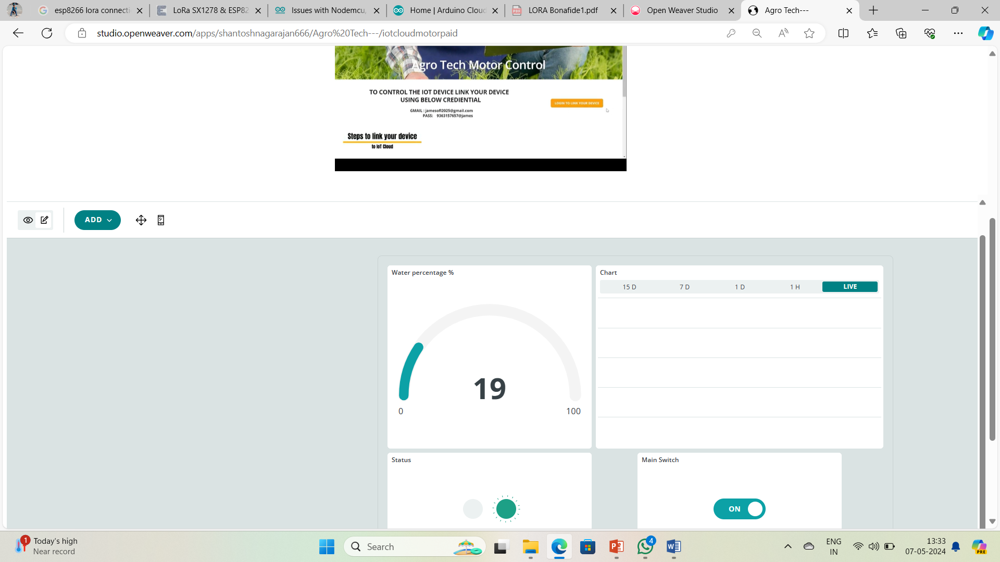 esp8266 lora connecti
LoRa SX1278 & ESP82
Issues with Nodemcu,
Home | Arduino Cloud
LORA Bonafide1.pdf
Open Weaver Studio
Agro Tech---
studio.openweaver.com/apps/shantoshnagarajan666/Agro%20Tech---/iotcloudmotorpaid
Agro Tech Motor Control
TO CONTROL THE IOT DEVICE LINK YOUR DEVICE
USING BELOW CREDIENTIAL
LOGIN TO LINK YOUR DEVICE
GMAIL : jamesofl2025@gmail.com
PASS: 9363157657@james
Steps to link your device
to IoT Cloud
ADD
Water percentage %
Chart
15 D 7 D 1 D 1 H LIVE
19
0 100
Status
Main Switch
ON
1
Today's high
Near record
Search
4
ENG
IN
13:33
07-05-2024
PRE